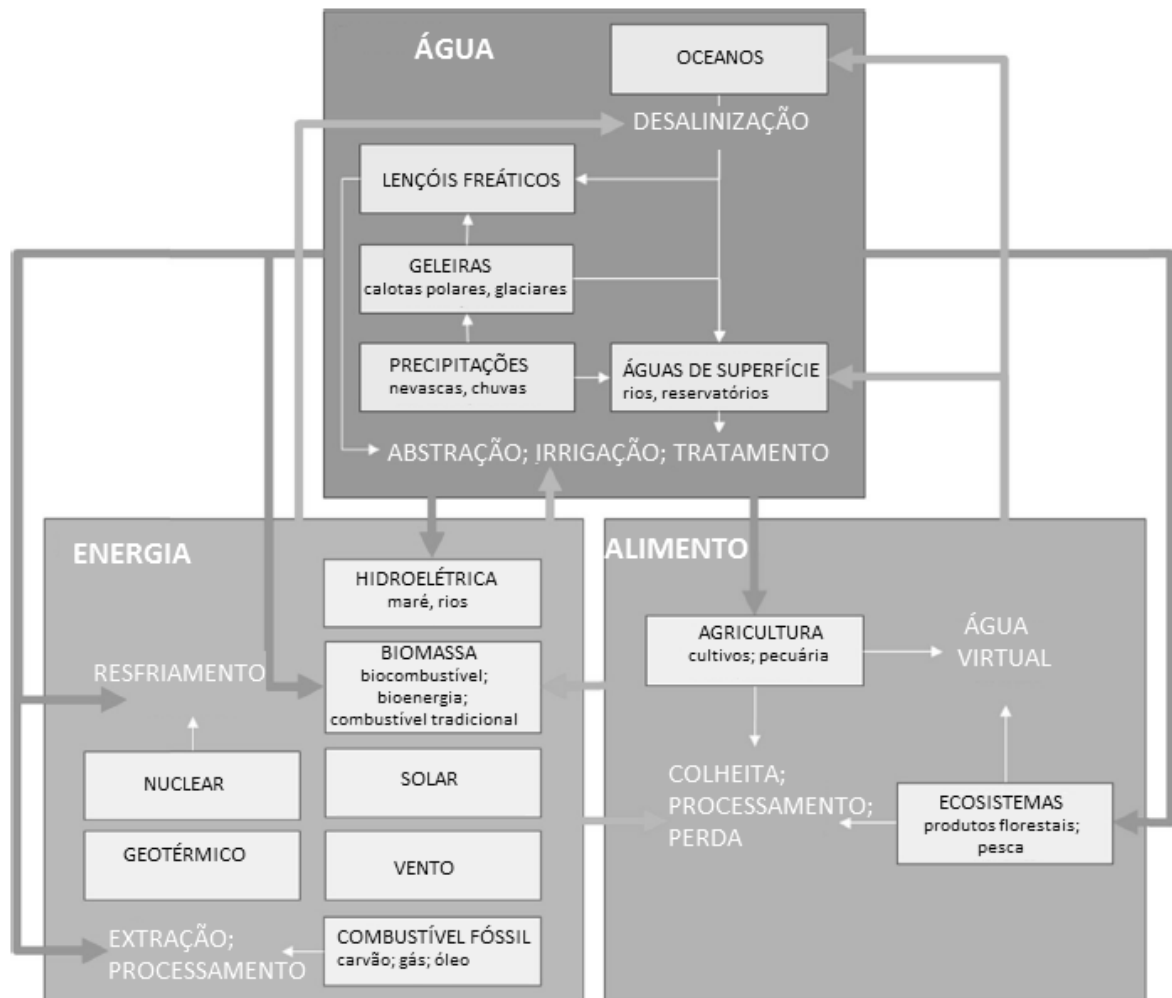 ÁGUA
OCEANOS
DESALINIZAÇÃO
LENÇÓIS FREÁTICOS
GELEIRAS
calotas polares, glaciares
PRECIPITAÇÕES
nevascas, chuvas
ÁGUAS DE SUPERFÍCIE
rios, reservatórios
ABSTRAÇÃO; IRRIGAÇÃO; TRATAMENTO
ENERGIA
HIDROELÉTRICA
maré, rios
BIOMASSA
biocombustível;
bioenergia;
combustível tradicional
RESFRIAMENTO
NUCLEAR
SOLAR
GEOTÉRMICO
VENTO
EXTRAÇÃO;
PROCESSAMENTO
COMBUSTÍVEL FÓSSIL
carvão; gás; óleo
ALIMENTO
AGRICULTURA
cultivos; pecuária
ÁGUA
VIRTUAL
COLHEITA;
PROCESSAMENTO;
PERDA
ECOSISTEMAS
produtos florestais;
pesca